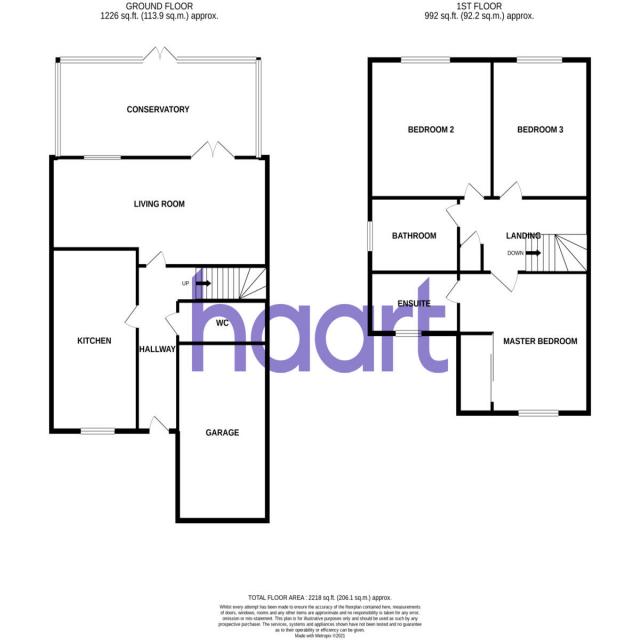 GROUND FLOOR
1226 sq.ft. (113.9 sq.m.) approx.
1ST FLOOR
992 sq.ft. (92.2 sq.m.) approx.
CONSERVATORY
LIVING ROOM
UP
KITCHEN
HALLWAY
WC
GARAGE
BEDROOM 2
BEDROOM 3
BATHROOM
LANDING
DOWN
ENSUITE
MASTER BEDROOM
haart
TOTAL FLOOR AREA : 2218 sq.ft. (206.1 sq.m.) approx.
Whilst every attempt has been made to ensure the accuracy of the floorplan contained here, measurements
of doors, windows, rooms and any other items are approximate and no responsibility is taken for any error,
omission or mis-statement. This plan is for illustrative purposes only and should be used as such by any
prospective purchaser. The services, systems and appliances shown have not been tested and no guarantee
as to their operability or efficiency can be given.
Made with Metropix ©2021